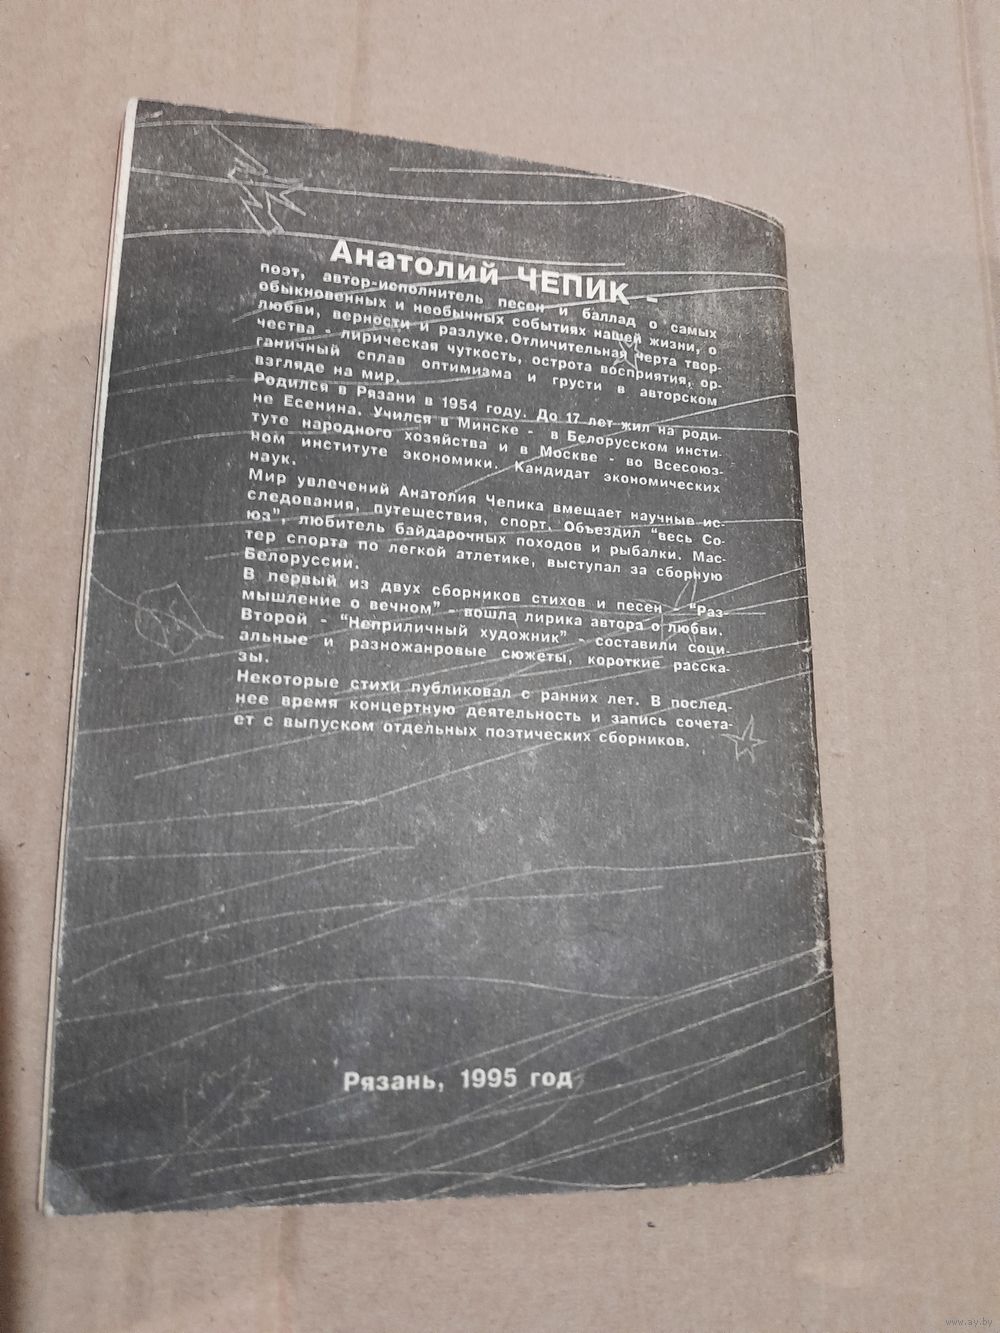 Анатолий ЧЕПИК -
поэт, автор-исполнитель песен и баллад о самых
обыкновенных и необычных событиях нашей жизни, о
любви, верности и разлуке.Отличительная черта твор-
чества - лирическая чуткость, острота восприятия, ор-
ганичный сплав оптимизма и грусти в авторском
взгляде на мир.
Родился в Рязани в 1954 году. До 17 лет жил на роди-
не Есенина. Учился в Минске - в Белорусском инсти-
туте народного хозяйства и в Москве - во Всесоюз-
ном институте экономики. Кандидат экономических
наук.
Мир увлечений Анатолия Чепика вмещает научные ис-
следования, путешествия, спорт. Объездил "весь Со-
юз", любитель байдарочных походов и рыбалки. Мас-
тер спорта по легкой атлетике, выступал за сборную
Белоруссии.
В первый из двух сборников стихов и песен - "Раз-
мышление о вечном" - вошла лирика автора о любви.
Второй - "Неприличный художник" - составили соци-
альные и разножанровые сюжеты, короткие расска-
зы.
Некоторые стихи публиковал с ранних лет. В послед-
нее время концертную деятельность и запись сочета-
ет с выпуском отдельных поэтических сборников.
Рязань, 1995 год
www.ay.by